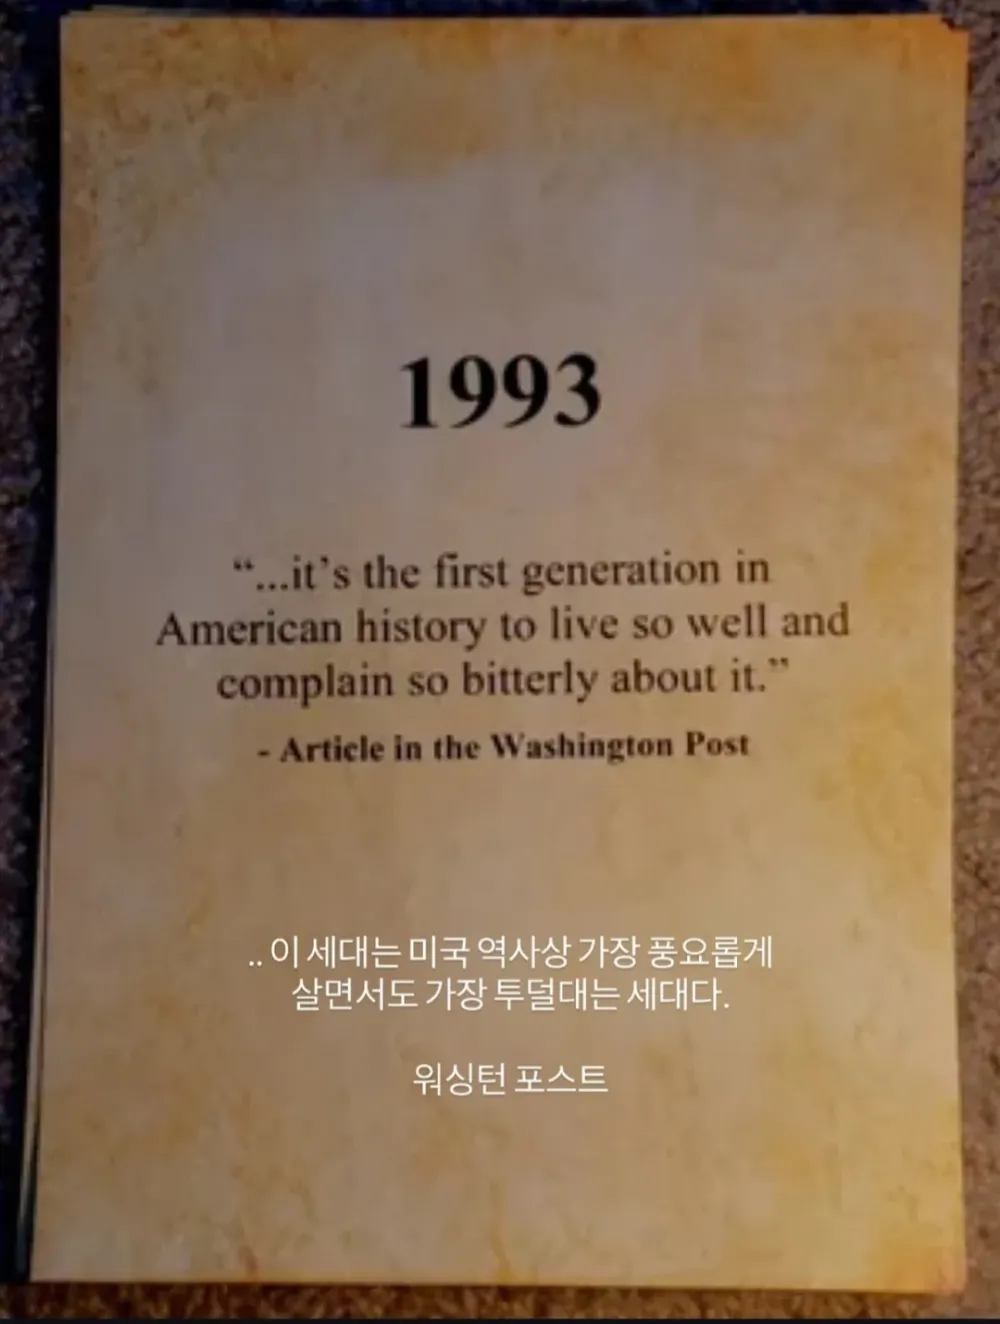 1993
“...it’s the first generation in
American history to live so well and
complain so bitterly about it.”
- Article in the Washington Post
.. 이 세대는 미국 역사상 가장 풍요롭게
살면서도 가장 투덜대는 세대다.
워싱턴 포스트